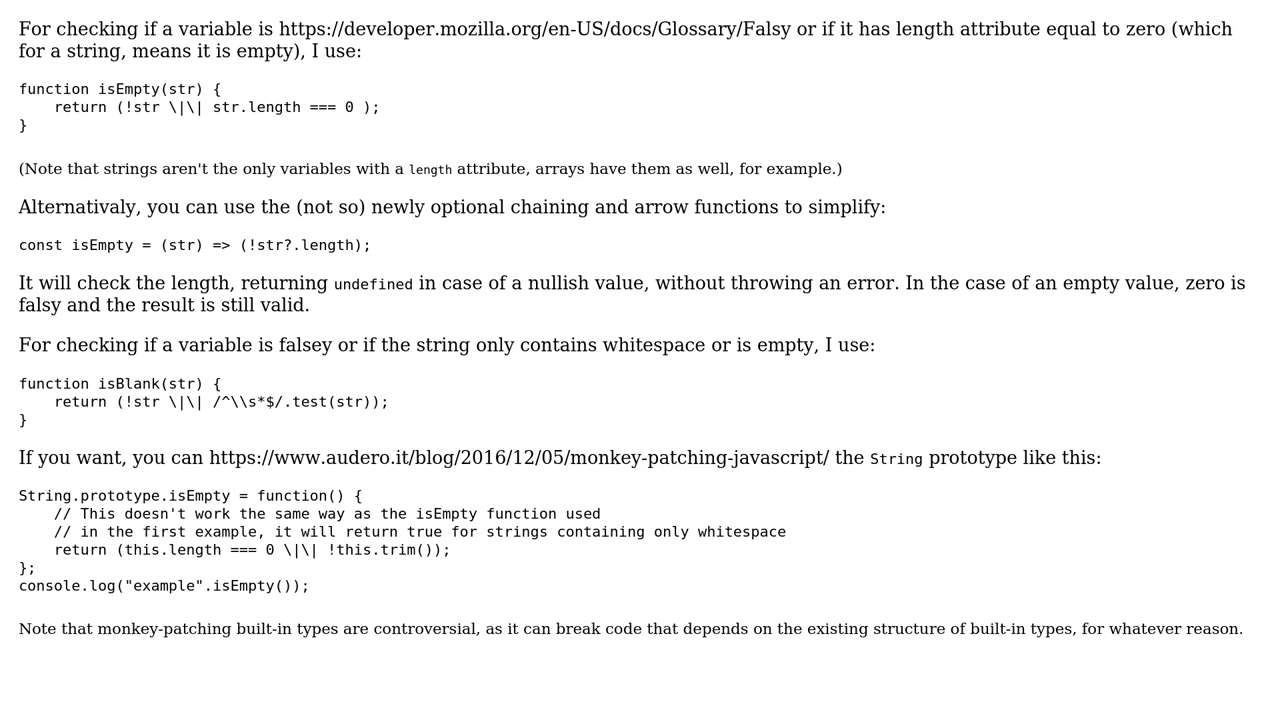 For checking if a variable is https://developer.mozilla.org/en-US/docs/Glossary/Falsy or if it has length attribute equal to zero (which
for a string, means it is empty), I use:
function isEmpty(str) {
    return (!str \|\| str.length === 0 );
}
(Note that strings aren't the only variables with a length attribute, arrays have them as well, for example.)
Alternativaly, you can use the (not so) newly optional chaining and arrow functions to simplify:
const isEmpty = (str) => (!str?.length);
It will check the length, returning undefined in case of a nullish value, without throwing an error. In the case of an empty value, zero is
falsy and the result is still valid.
For checking if a variable is falsey or if the string only contains whitespace or is empty, I use:
function isBlank(str) {
    return (!str \|\| /^\\s*$/.test(str));
}
If you want, you can https://www.audero.it/blog/2016/12/05/monkey-patching-javascript/ the String prototype like this:
String.prototype.isEmpty = function() {
    // This doesn't work the same way as the isEmpty function used
    // in the first example, it will return true for strings containing only whitespace
    return (this.length === 0 \|\| !this.trim());
};
console.log("example".isEmpty());
Note that monkey-patching built-in types are controversial, as it can break code that depends on the existing structure of built-in types, for whatever reason.